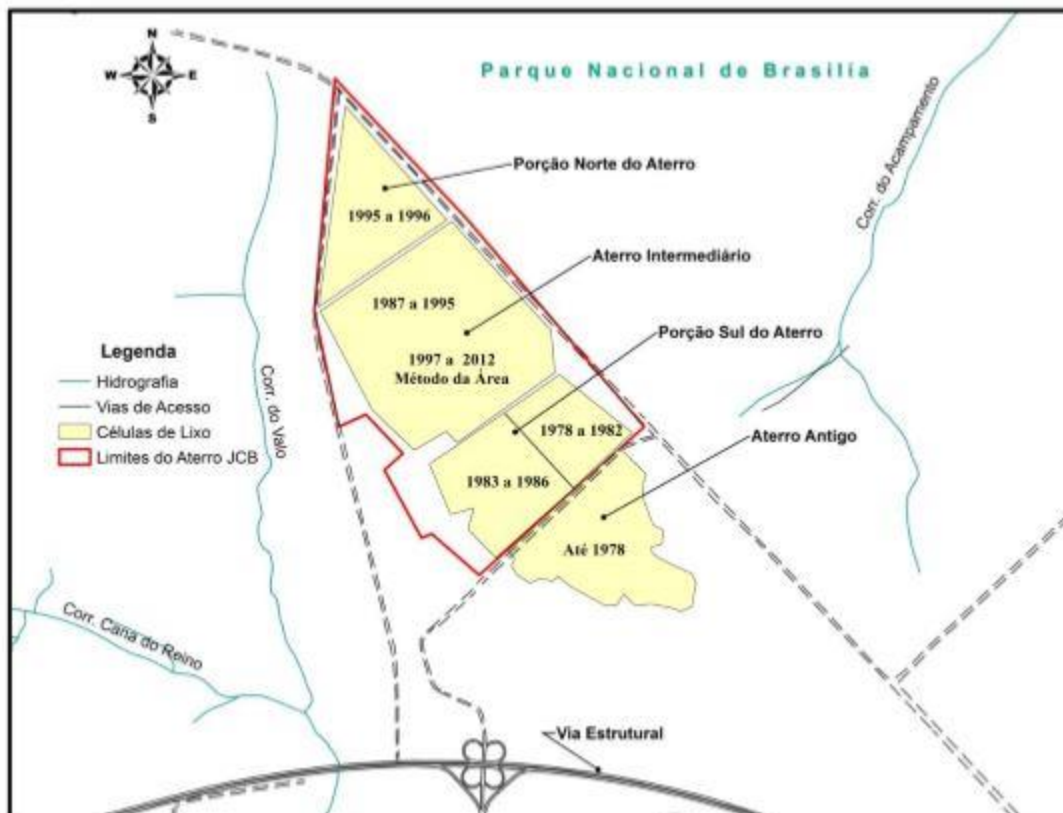 N
W E
S
Parque Nacional de Brasilia
Corr. do Acampamento
Porção Norte do Aterro
1995 a 1996
Aterro Intermediário
1987 a 1995
Porção Sul do Aterro
1997 a 2012
Método da Área
Legenda
Hidrografia
Vias de Acesso
Células de Lixo
Limites do Aterro JCB
Corr. do Valo
1978 a 1982
Aterro Antigo
1983 a 1986
Até 1978
Corr. Cana do Reino
Via Estrutural